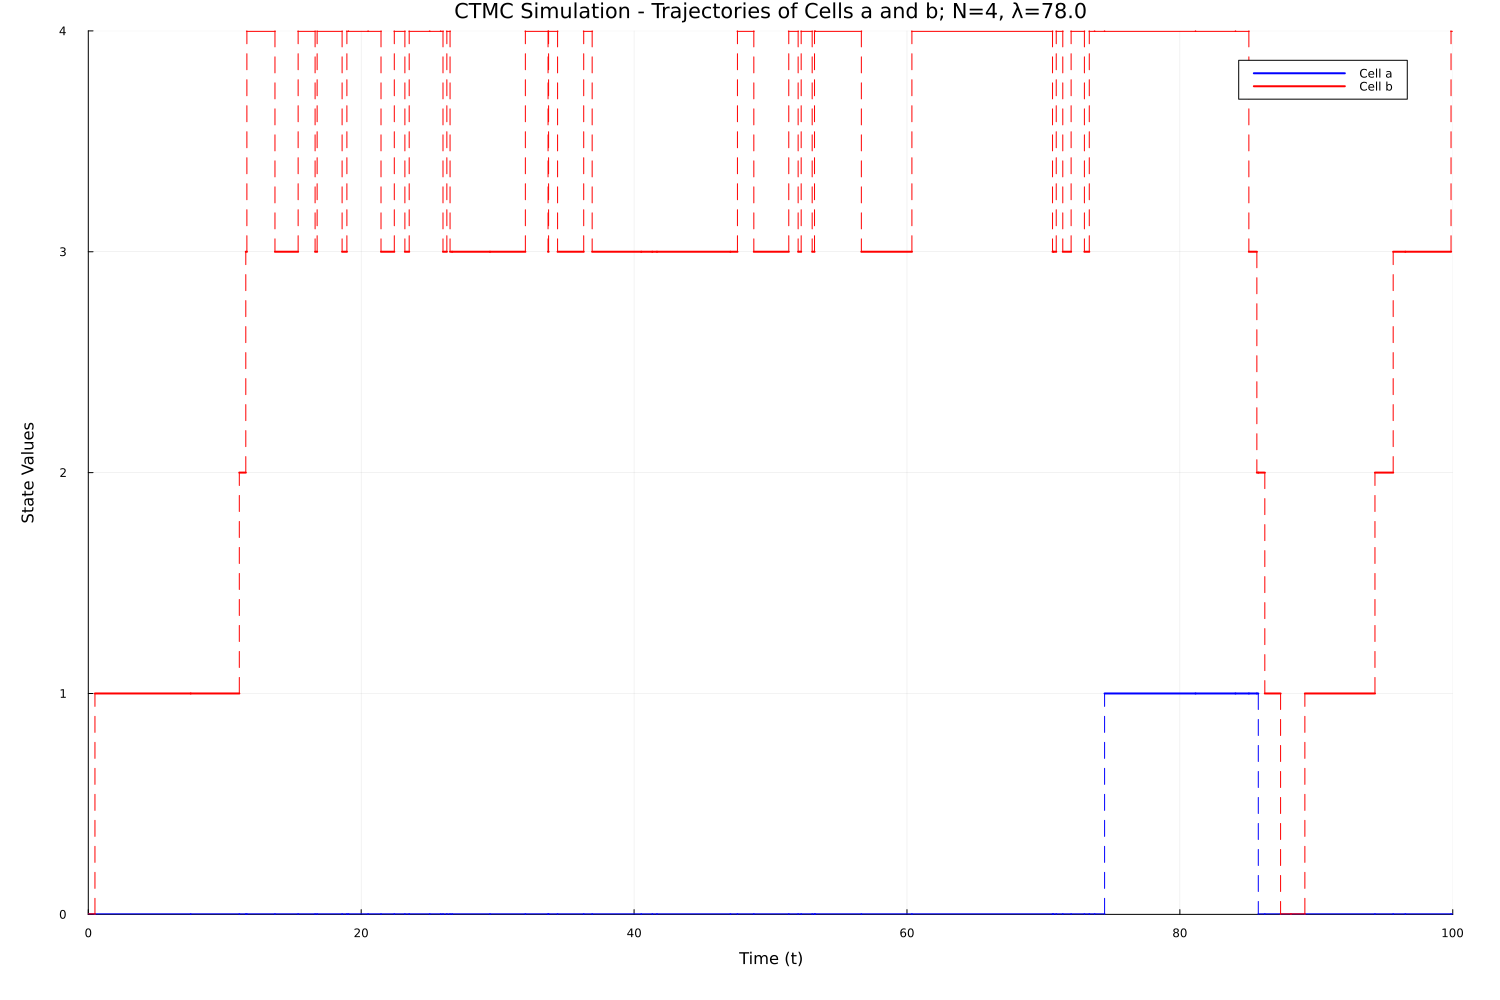 CTMC Simulation - Trajectories of Cells a and b; N=4, λ=78.0
4
Cell a
Cell b
3
State Values
2
1
0
0 20 40 60 80 100
Time (t)